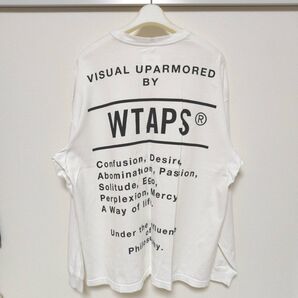 VISUAL UPARMORED
BY
WTAPS®
Confusion, Desire,
Abomination, Passion,
Solitude, Ego,
Perplexion, Mercy
A Way of life.
Under the
Philosophy.